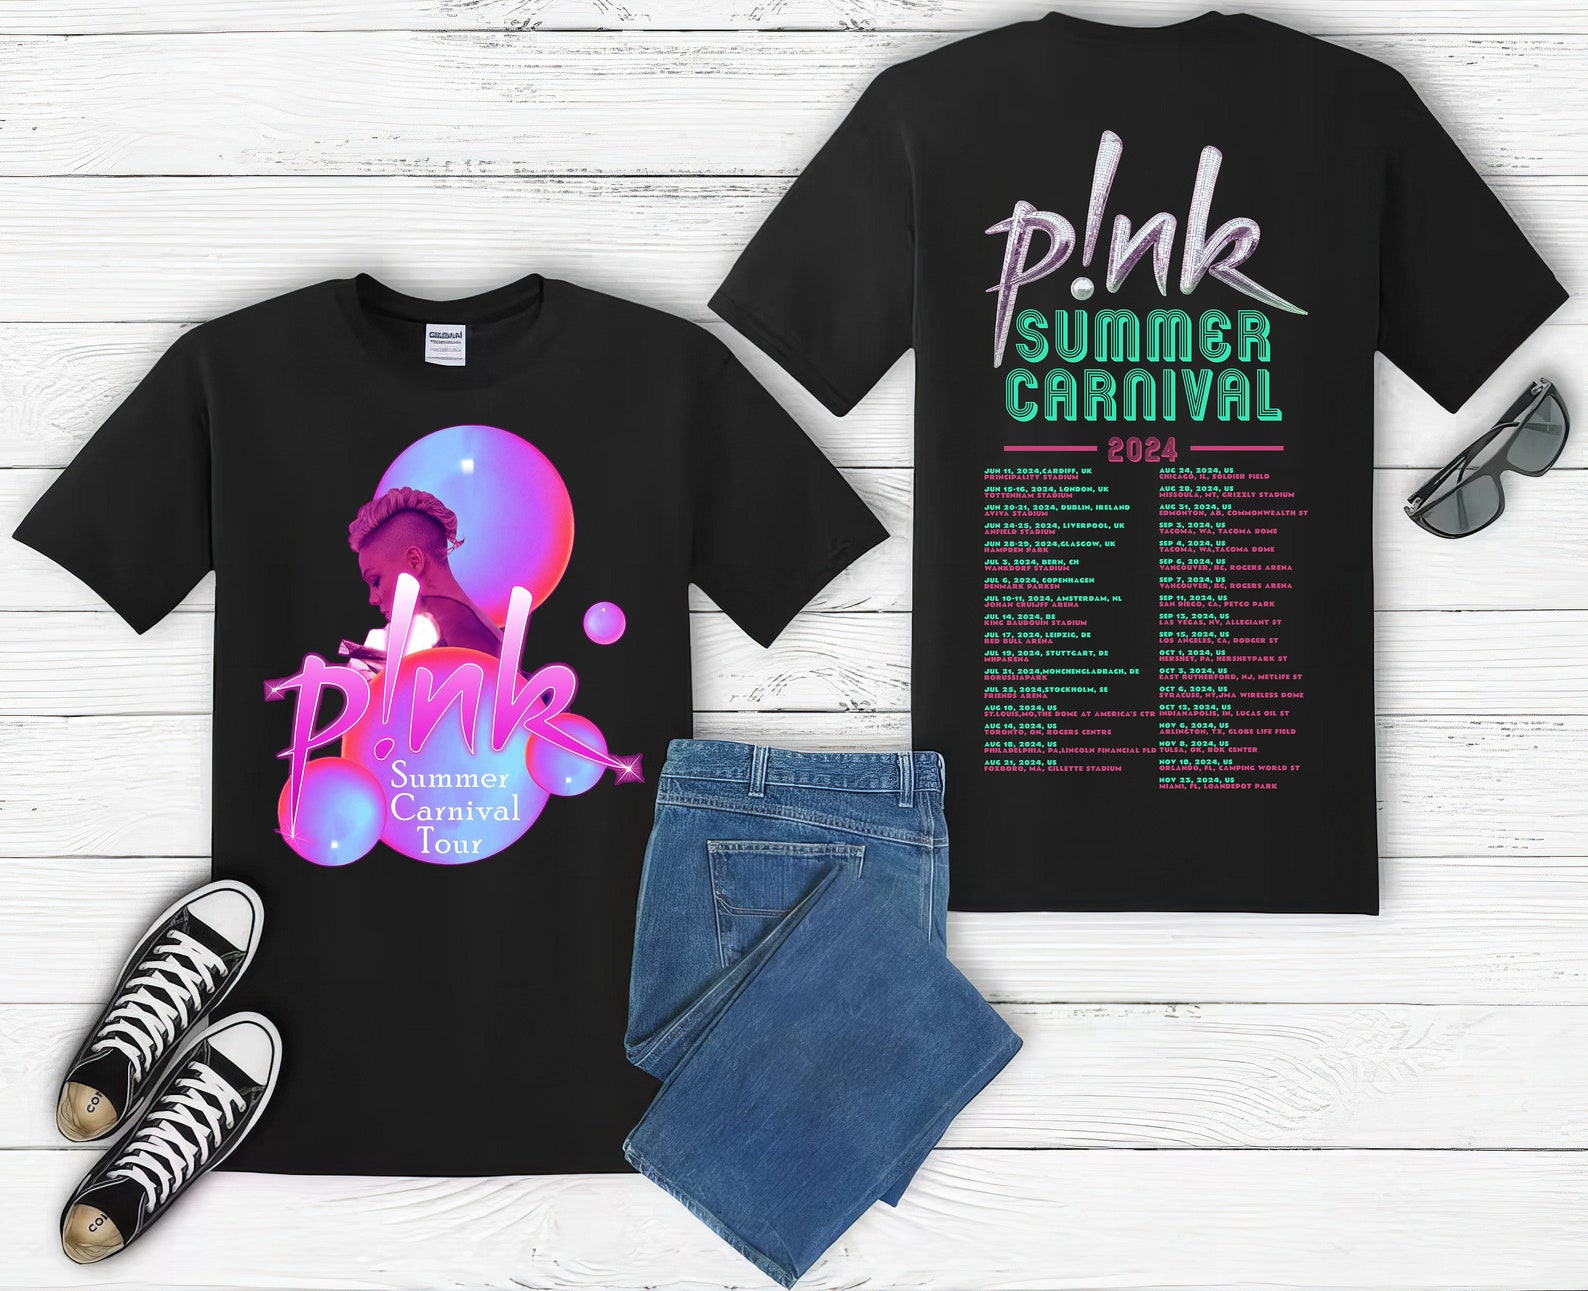 GILDAN
p!nk
Summer
Carnival
Tour
p!nk
SUMMER
CARNIVAL
2024
JUN 11, 2024,CARDIFF, UK
PRINCIPALITY STADIUM
JUN 15-16, 2024, LONDON, UK
TOTTENHAM STADIUM
JUN 20-21, 2024, DUBLIN, IRELAND
AVIVA STADIUM
JUN 24-25, 2024, LIVERPOOL, UK
ANFIELD STADIUM
JUN 28-29, 2024,GLASGOW, UK
HAMPDEN PARK
JUL 3, 2024, BERN, CH
WANKDORF STADIUM
JUL 6, 2024, COPENHAGEN
DENMARK PARKEN
JUL 10-11, 2024, AMSTERDAM, NL
JOHAN CRUIJFF ARENA
JUL 14, 2024, BE
KING BAUDOUIN STADIUM
JUL 17, 2024, LEIPZIG, DE
RED BULL ARENA
JUL 19, 2024, STUTTGART, DE
MHPARENA
JUL 21, 2024,MONCHENGLADBACH, DE
BORUSSIAPARK
JUL 25, 2024,STOCKHOLM, SE
FRIENDS ARENA
AUG 10, 2024, US
ST.LOUIS,MO,THE DOME AT AMERICA'S CTR
AUG 14, 2024, US
TORONTO, ON, ROGERS CENTRE
AUG 18, 2024, US
PHILADELPHIA, PA,LINCOLN FINANCIAL FLD
AUG 21, 2024, US
FOXBORO, MA, GILLETTE STADIUM
AUG 24, 2024, US
CHICAGO, IL, SOLDIER FIELD
AUG 28, 2024, US
MISSOULA, MT, GRIZZLY STADIUM
AUG 31, 2024, US
EDMONTON, AB, COMMONWEALTH ST
SEP 3, 2024, US
TACOMA, WA, TACOMA DOME
SEP 4, 2024, US
TACOMA, WA,TACOMA DOME
SEP 6, 2024, US
VANCOUVER, BC, ROGERS ARENA
SEP 7, 2024, US
VANCOUVER, BC, ROGERS ARENA
SEP 11, 2024, US
SAN DIEGO, CA, PETCO PARK
SEP 13, 2024, US
LAS VEGAS, NV, ALLEGIANT ST
SEP 15, 2024, US
LOS ANGELES, CA, DODGER ST
OCT 1, 2024, US
HERSHEY, PA, HERSHEYPARK ST
OCT 3, 2024, US
EAST RUTHERFORD, NJ, METLIFE ST
OCT 6, 2024, US
SYRACUSE, NY,JMA WIRELESS DOME
OCT 12, 2024, US
INDIANAPOLIS, IN, LUCAS OIL ST
NOV 6, 2024, US
ARLINGTON, TX, GLOBE LIFE FIELD
NOV 8, 2024, US
TULSA, OK, BOK CENTER
NOV 18, 2024, US
ORLANDO, FL, CAMPING WORLD ST
NOV 23, 2024, US
MIAMI, FL, LOANDEPOT PARK